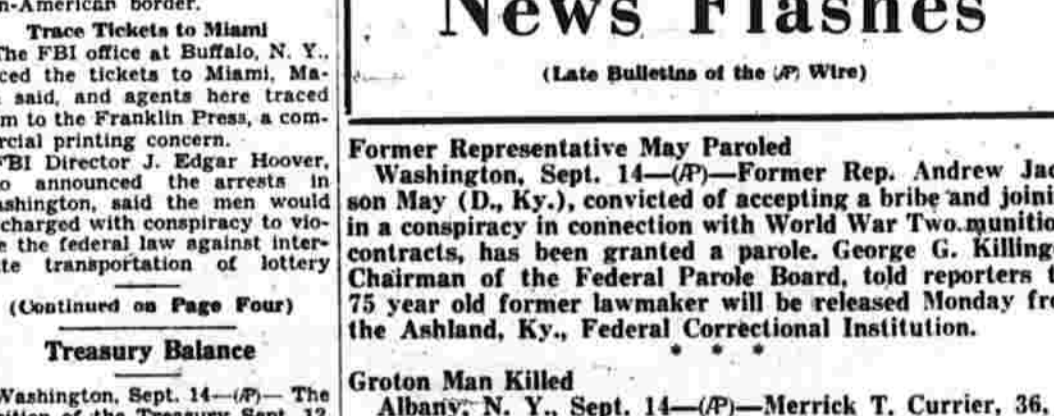 n-American border.
Trace Tickets to Miami
The FBI office at Buffalo, N. Y.,
ced the tickets to Miami, Ma-
said, and agents here traced
m to the Franklin Press, a com-
rcial printing concern.
FBI Director J. Edgar Hoover,
o announced the arrests in
ashington, said the men would
charged with conspiracy to vio-
e the federal law against inter-
te transportation of lottery
(Continued on Page Four)
Treasury Balance
Washington, Sept. 14—(AP)— The
ition of the Treasury Sept. 12
News Flashes
(Late Bulletins of the (AP) Wire)
Former Representative May Paroled
Washington, Sept. 14—(AP)—Former Rep. Andrew Jac
son May (D., Ky.), convicted of accepting a bribe and joini
in a conspiracy in connection with World War Two munitio
contracts, has been granted a parole. George G. Killing
Chairman of the Federal Parole Board, told reporters t
75 year old former lawmaker will be released Monday fr
the Ashland, Ky., Federal Correctional Institution.
* * *
Groton Man Killed
Albany, N. Y., Sept. 14—(AP)—Merrick T. Currier, 36,